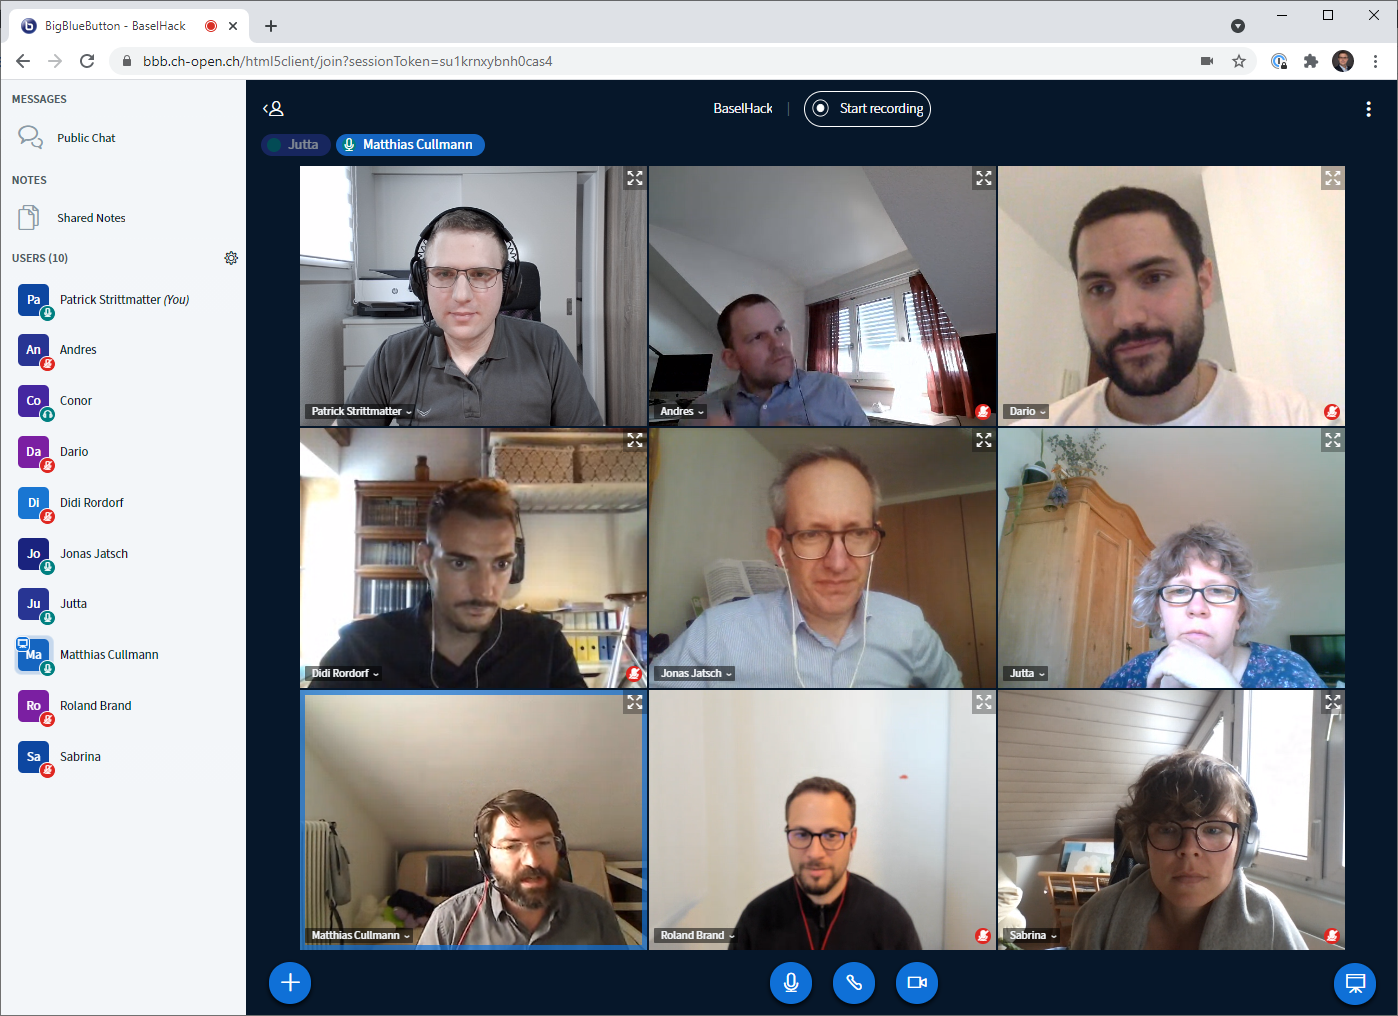 BigBlueButton - BaselHack
bbb.ch-open.ch/html5client/join?sessionToken=su1krnxybnh0cas4
MESSAGES
Public Chat
NOTES
Shared Notes
USERS (10)
Pa Patrick Strittmatter (You)
An Andres
Co Conor
Da Dario
Di Didi Rordorf
Jo Jonas Jatsch
Ju Jutta
Ma Matthias Cullmann
Ro Roland Brand
Sa Sabrina
BaselHack | Start recording
Jutta Matthias Cullmann
Patrick Strittmatter
Andres
Dario
Didi Rordorf
Jonas Jatsch
Jutta
Matthias Cullmann
Roland Brand
Sabrina